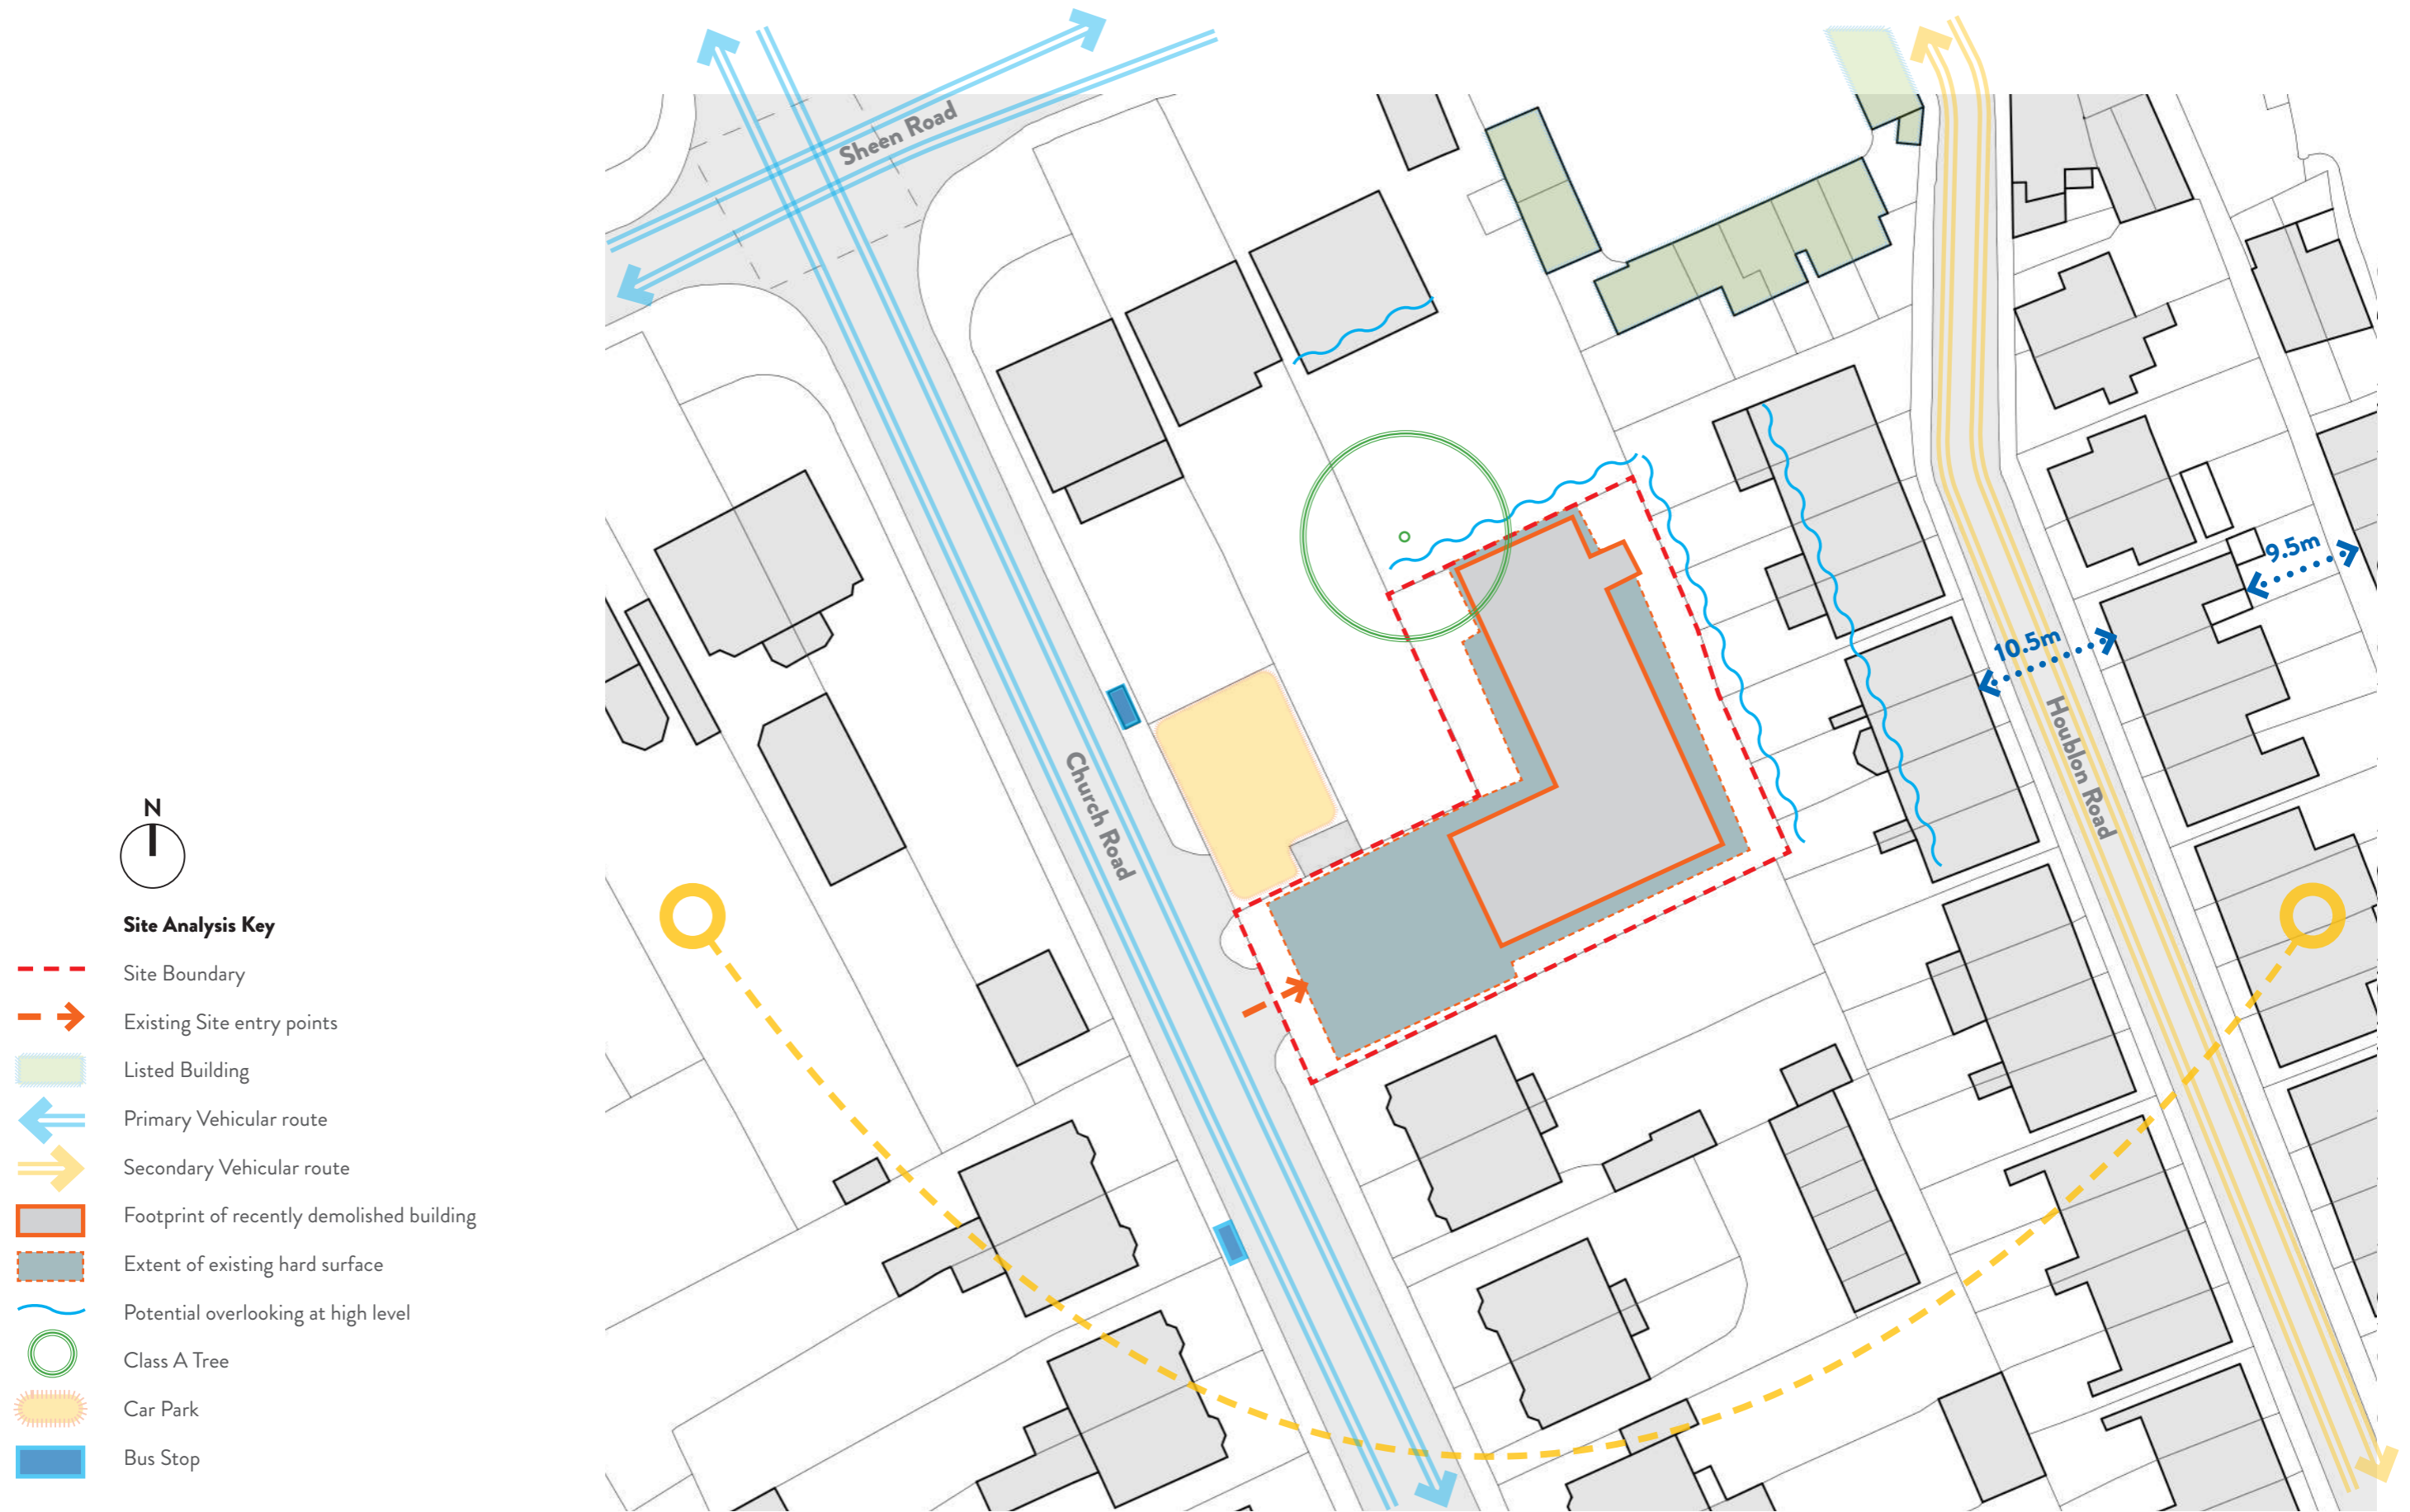 Sheen Road
Church Road
Houblon Road
9.5m
10.5m
N
Site Analysis Key
Site Boundary
Existing Site entry points
Listed Building
Primary Vehicular route
Secondary Vehicular route
Footprint of recently demolished building
Extent of existing hard surface
Potential overlooking at high level
Class A Tree
Car Park
Bus Stop